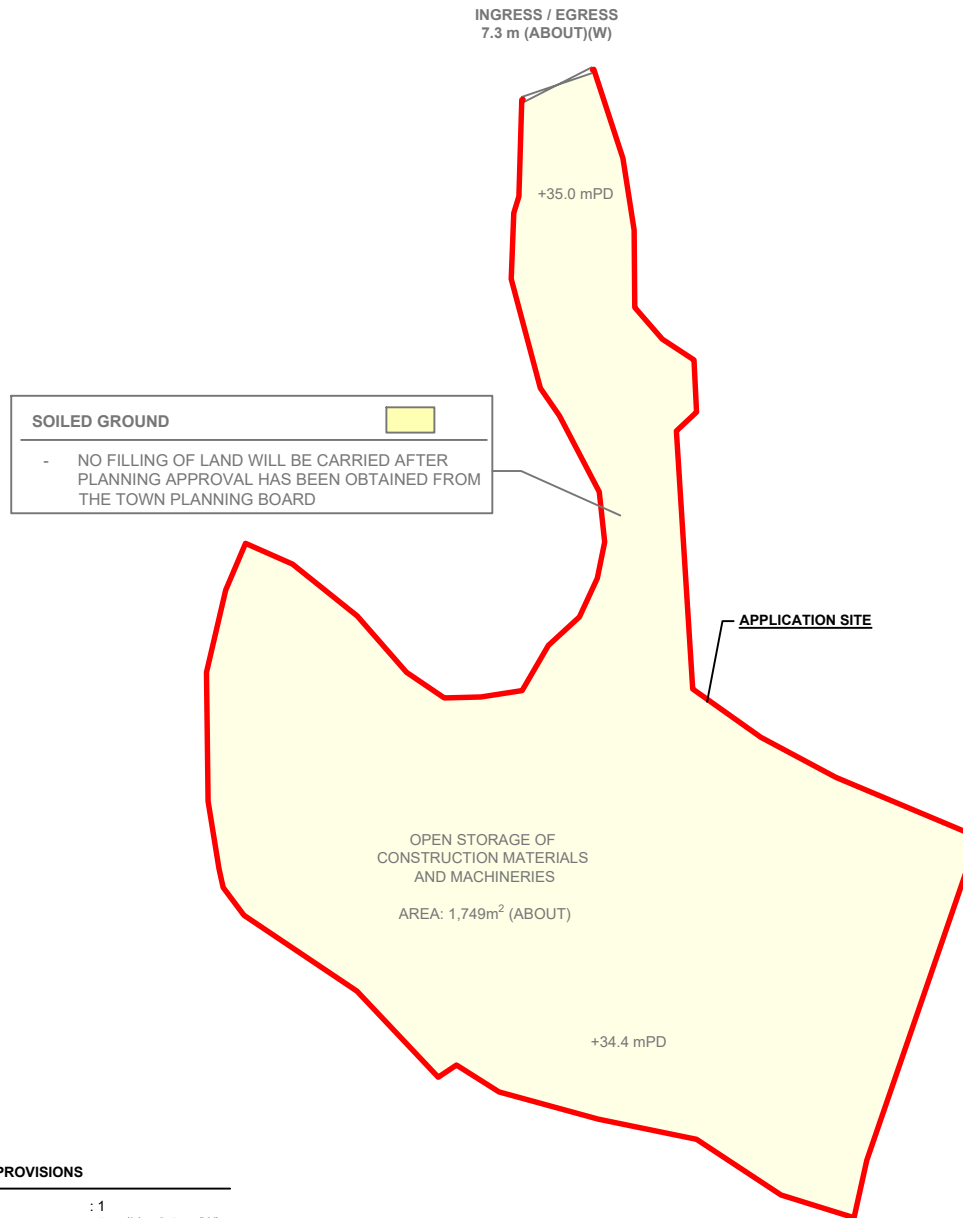 INGRESS / EGRESS
7.3 m (ABOUT)(W)
+35.0 mPD
SOILED GROUND
- NO FILLING OF LAND WILL BE CARRIED AFTER
PLANNING APPROVAL HAS BEEN OBTAINED FROM
THE TOWN PLANNING BOARD
APPLICATION SITE
OPEN STORAGE OF
CONSTRUCTION MATERIALS
AND MACHINERIES
AREA: 1,749m² (ABOUT)
+34.4 mPD
PROVISIONS
: 1